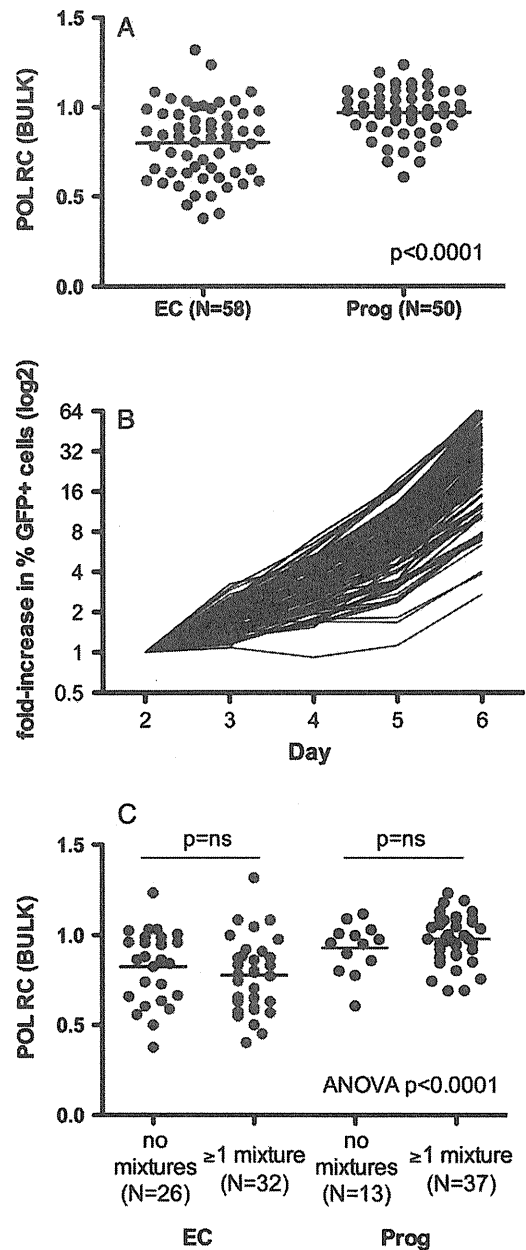 A
1.5
1.0
0.5
0.0
POL RC (BULK)
p<0.0001
EC (N=58)
Prog (N=50)
B
64
32
16
8
4
2
1
0.5
fold-increase in % GFP+ cells (log2)
2
3
4
5
6
Day
C
p=ns
p=ns
1.5
1.0
0.5
0.0
POL RC (BULK)
ANOVA p<0.0001
no
mixtures
(N=26)
≥1 mixture
(N=32)
no
mixtures
(N=13)
≥1 mixture
(N=37)
EC
Prog